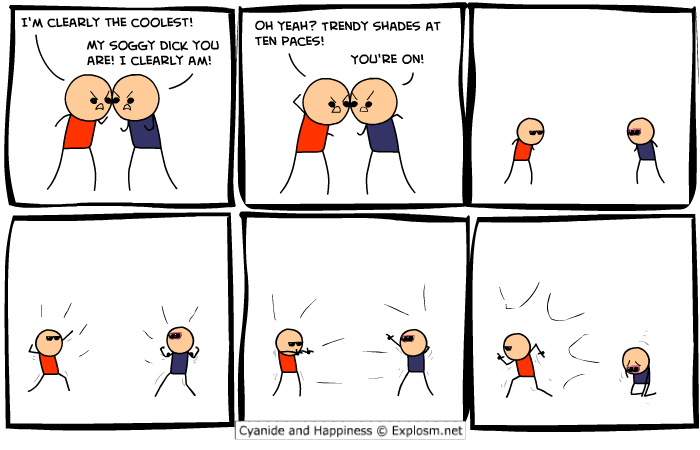 I'M CLEARLY THE COOLEST!
MY SOGGY DICK YOU
ARE! I CLEARLY AM!
OH YEAH? TRENDY SHADES AT
TEN PACES!
YOU'RE ON!
Cyanide and Happiness © Explosm.net